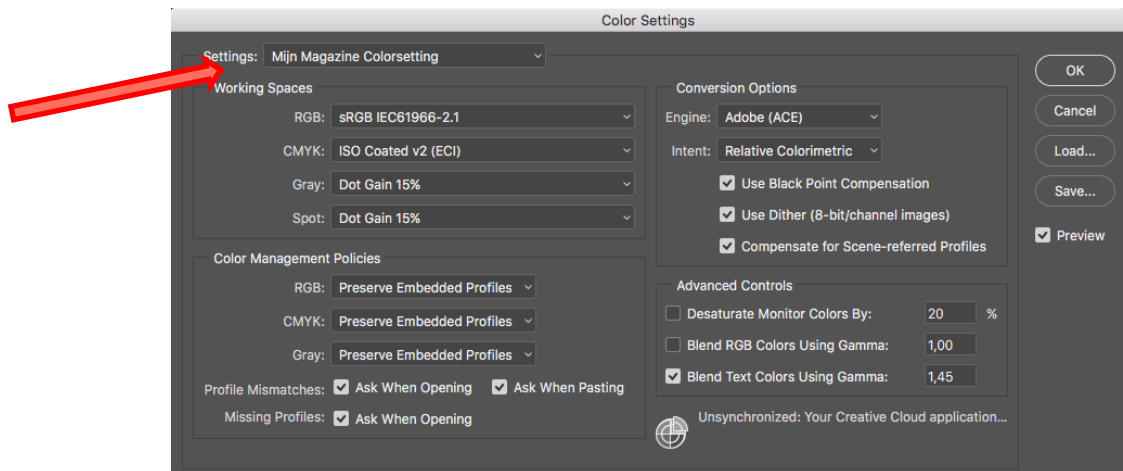 Color Settings
Settings: Mijn Magazine Colorsetting
Working Spaces
RGB: sRGB IEC61966-2.1
CMYK: ISO Coated v2 (ECI)
Gray: Dot Gain 15%
Spot: Dot Gain 15%
Color Management Policies
RGB: Preserve Embedded Profiles
CMYK: Preserve Embedded Profiles
Gray: Preserve Embedded Profiles
Profile Mismatches: Ask When Opening Ask When Pasting
Missing Profiles: Ask When Opening
Conversion Options
Engine: Adobe (ACE)
Intent: Relative Colorimetric
Use Black Point Compensation
Use Dither (8-bit/channel images)
Compensate for Scene-referred Profiles
Advanced Controls
Desaturate Monitor Colors By: 20 %
Blend RGB Colors Using Gamma: 1,00
Blend Text Colors Using Gamma: 1,45
Unsynchronized: Your Creative Cloud application...
OK
Cancel
Load...
Save...
Preview